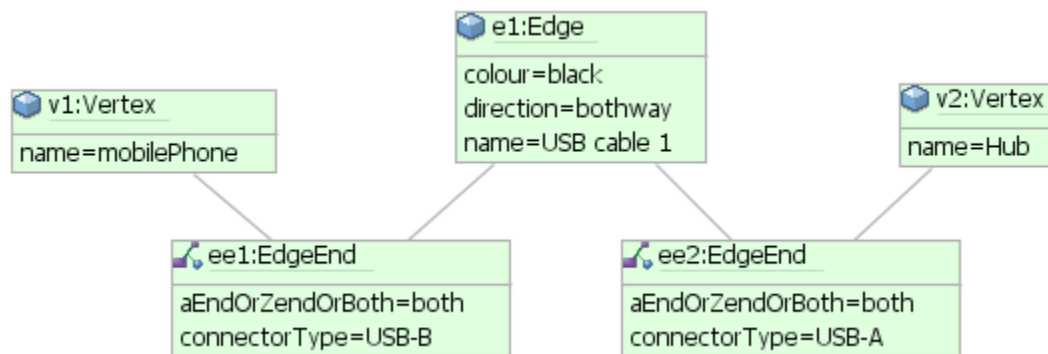 e1:Edge
colour=black
direction=bothway
name=USB cable 1
v1:Vertex
name=mobilePhone
v2:Vertex
name=Hub
ee1:EdgeEnd
aEndOrZendOrBoth=both
connectorType=USB-B
ee2:EdgeEnd
aEndOrZendOrBoth=both
connectorType=USB-A